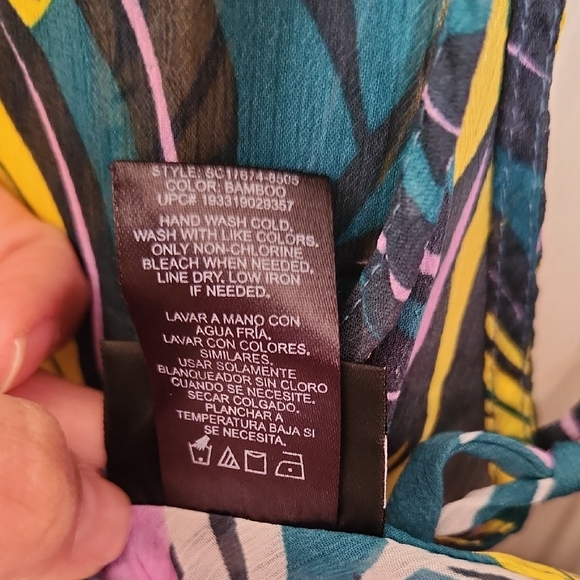 STYLE: SC17674-6505
COLOR: BAMBOO
UPC# 193319029357
HAND WASH COLD.
WASH WITH LIKE COLORS.
ONLY NON-CHLORINE
BLEACH WHEN NEEDED.
LINE DRY. LOW IRON
IF NEEDED.
LAVAR A MANO CON
AGUA FRÍA.
LAVAR CON COLORES.
SIMILARES.
USAR SOLAMENTE
BLANQUEADOR SIN CLORO
CUANDO SE NECESITE.
SECAR COLGADO.
PLANCHAR A
TEMPERATURA BAJA SI
SE NECESITA.